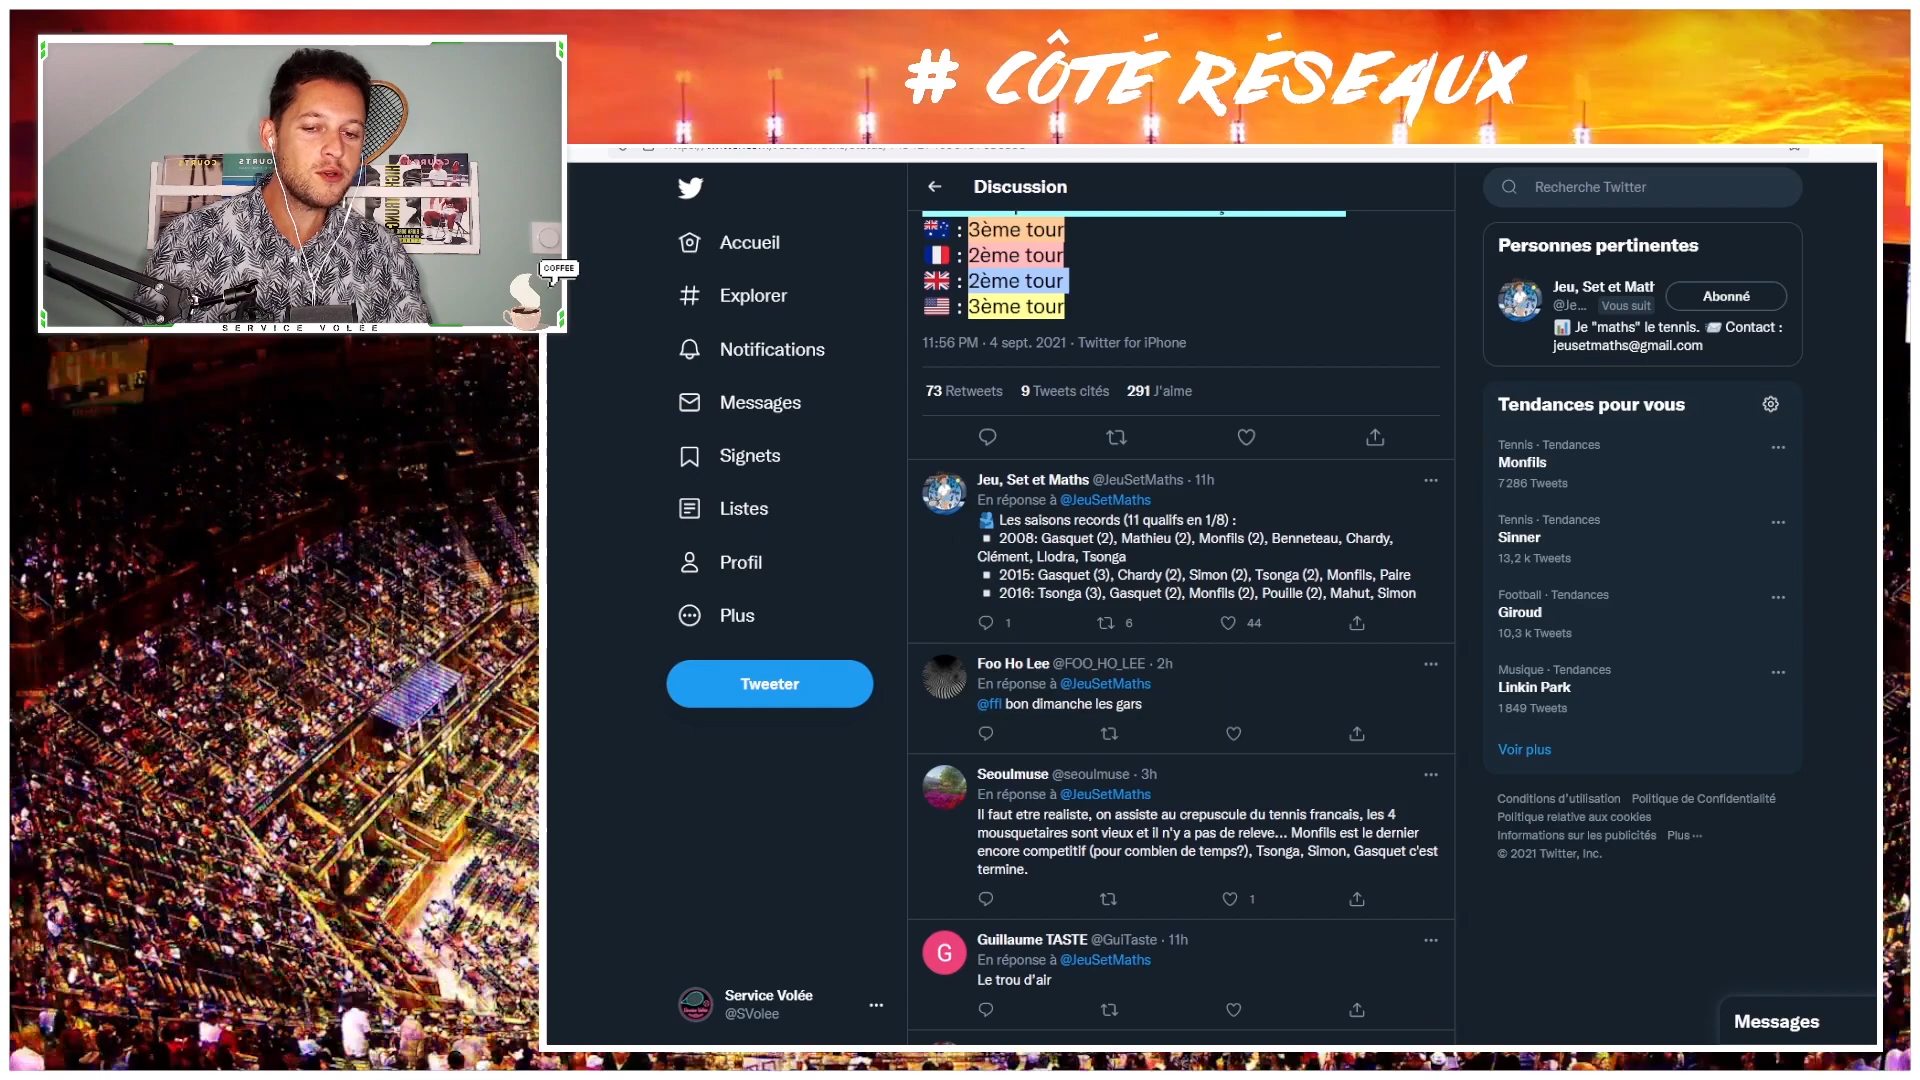 # CÔTÉ RÉSEAUX
COURTS
COFFEE
SERVICE VOLÉE
Accueil
Explorer
Notifications
Messages
Signets
Listes
Profil
Plus
Tweeter
Service Volée
@SVolee
Discussion
: 3ème tour
: 2ème tour
: 2ème tour
: 3ème tour
11:56 PM · 4 sept. 2021 · Twitter for iPhone
73 Retweets 9 Tweets cités 291 J'aime
Jeu, Set et Maths @JeuSetMaths · 11h
En réponse à @JeuSetMaths
Les saisons records (11 qualifs en 1/8) :
2008: Gasquet (2), Mathieu (2), Monfils (2), Benneteau, Chardy,
Clément, Llodra, Tsonga
2015: Gasquet (3), Chardy (2), Simon (2), Tsonga (2), Monfils, Paire
2016: Tsonga (3), Gasquet (2), Monfils (2), Pouille (2), Mahut, Simon
1 6 44
Foo Ho Lee @FOO_HO_LEE · 2h
En réponse à @JeuSetMaths
@ffl bon dimanche les gars
Seoulmuse @seoulmuse · 3h
En réponse à @JeuSetMaths
Il faut etre realiste, on assiste au crepuscule du tennis francais, les 4
mousquetaires sont vieux et il n'y a pas de releve... Monfils est le dernier
encore competitif (pour combien de temps?), Tsonga, Simon, Gasquet c'est
termine.
1
G
Guillaume TASTE @GuiTaste · 11h
En réponse à @JeuSetMaths
Le trou d'air
Recherche Twitter
Personnes pertinentes
Jeu, Set et Math
@Je... Vous suit
Abonné
Je "maths" le tennis. Contact :
jeusetmaths@gmail.com
Tendances pour vous
Tennis · Tendances
Monfils
7 286 Tweets
Tennis · Tendances
Sinner
13,2 k Tweets
Football · Tendances
Giroud
10,3 k Tweets
Musique · Tendances
Linkin Park
1 849 Tweets
Voir plus
Conditions d'utilisation Politique de Confidentialité
Politique relative aux cookies
Informations sur les publicités Plus ···
© 2021 Twitter, Inc.
Messages